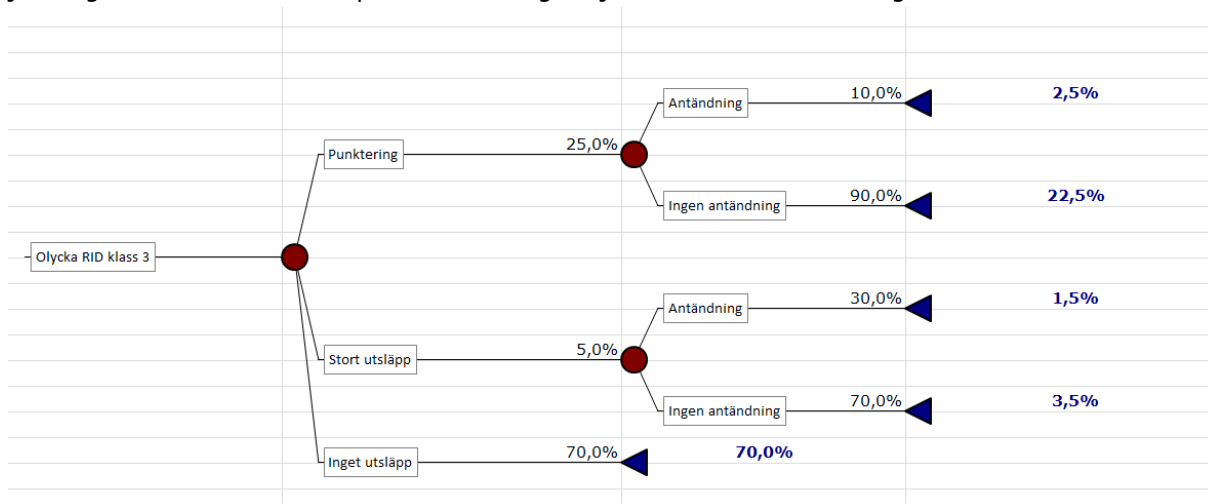 Antändning 10,0% 2,5%
Punktering 25,0%
Ingen antändning 90,0% 22,5%
Olycka RID klass 3
Antändning 30,0% 1,5%
Stort utsläpp 5,0%
Ingen antändning 70,0% 3,5%
Inget utsläpp 70,0% 70,0%